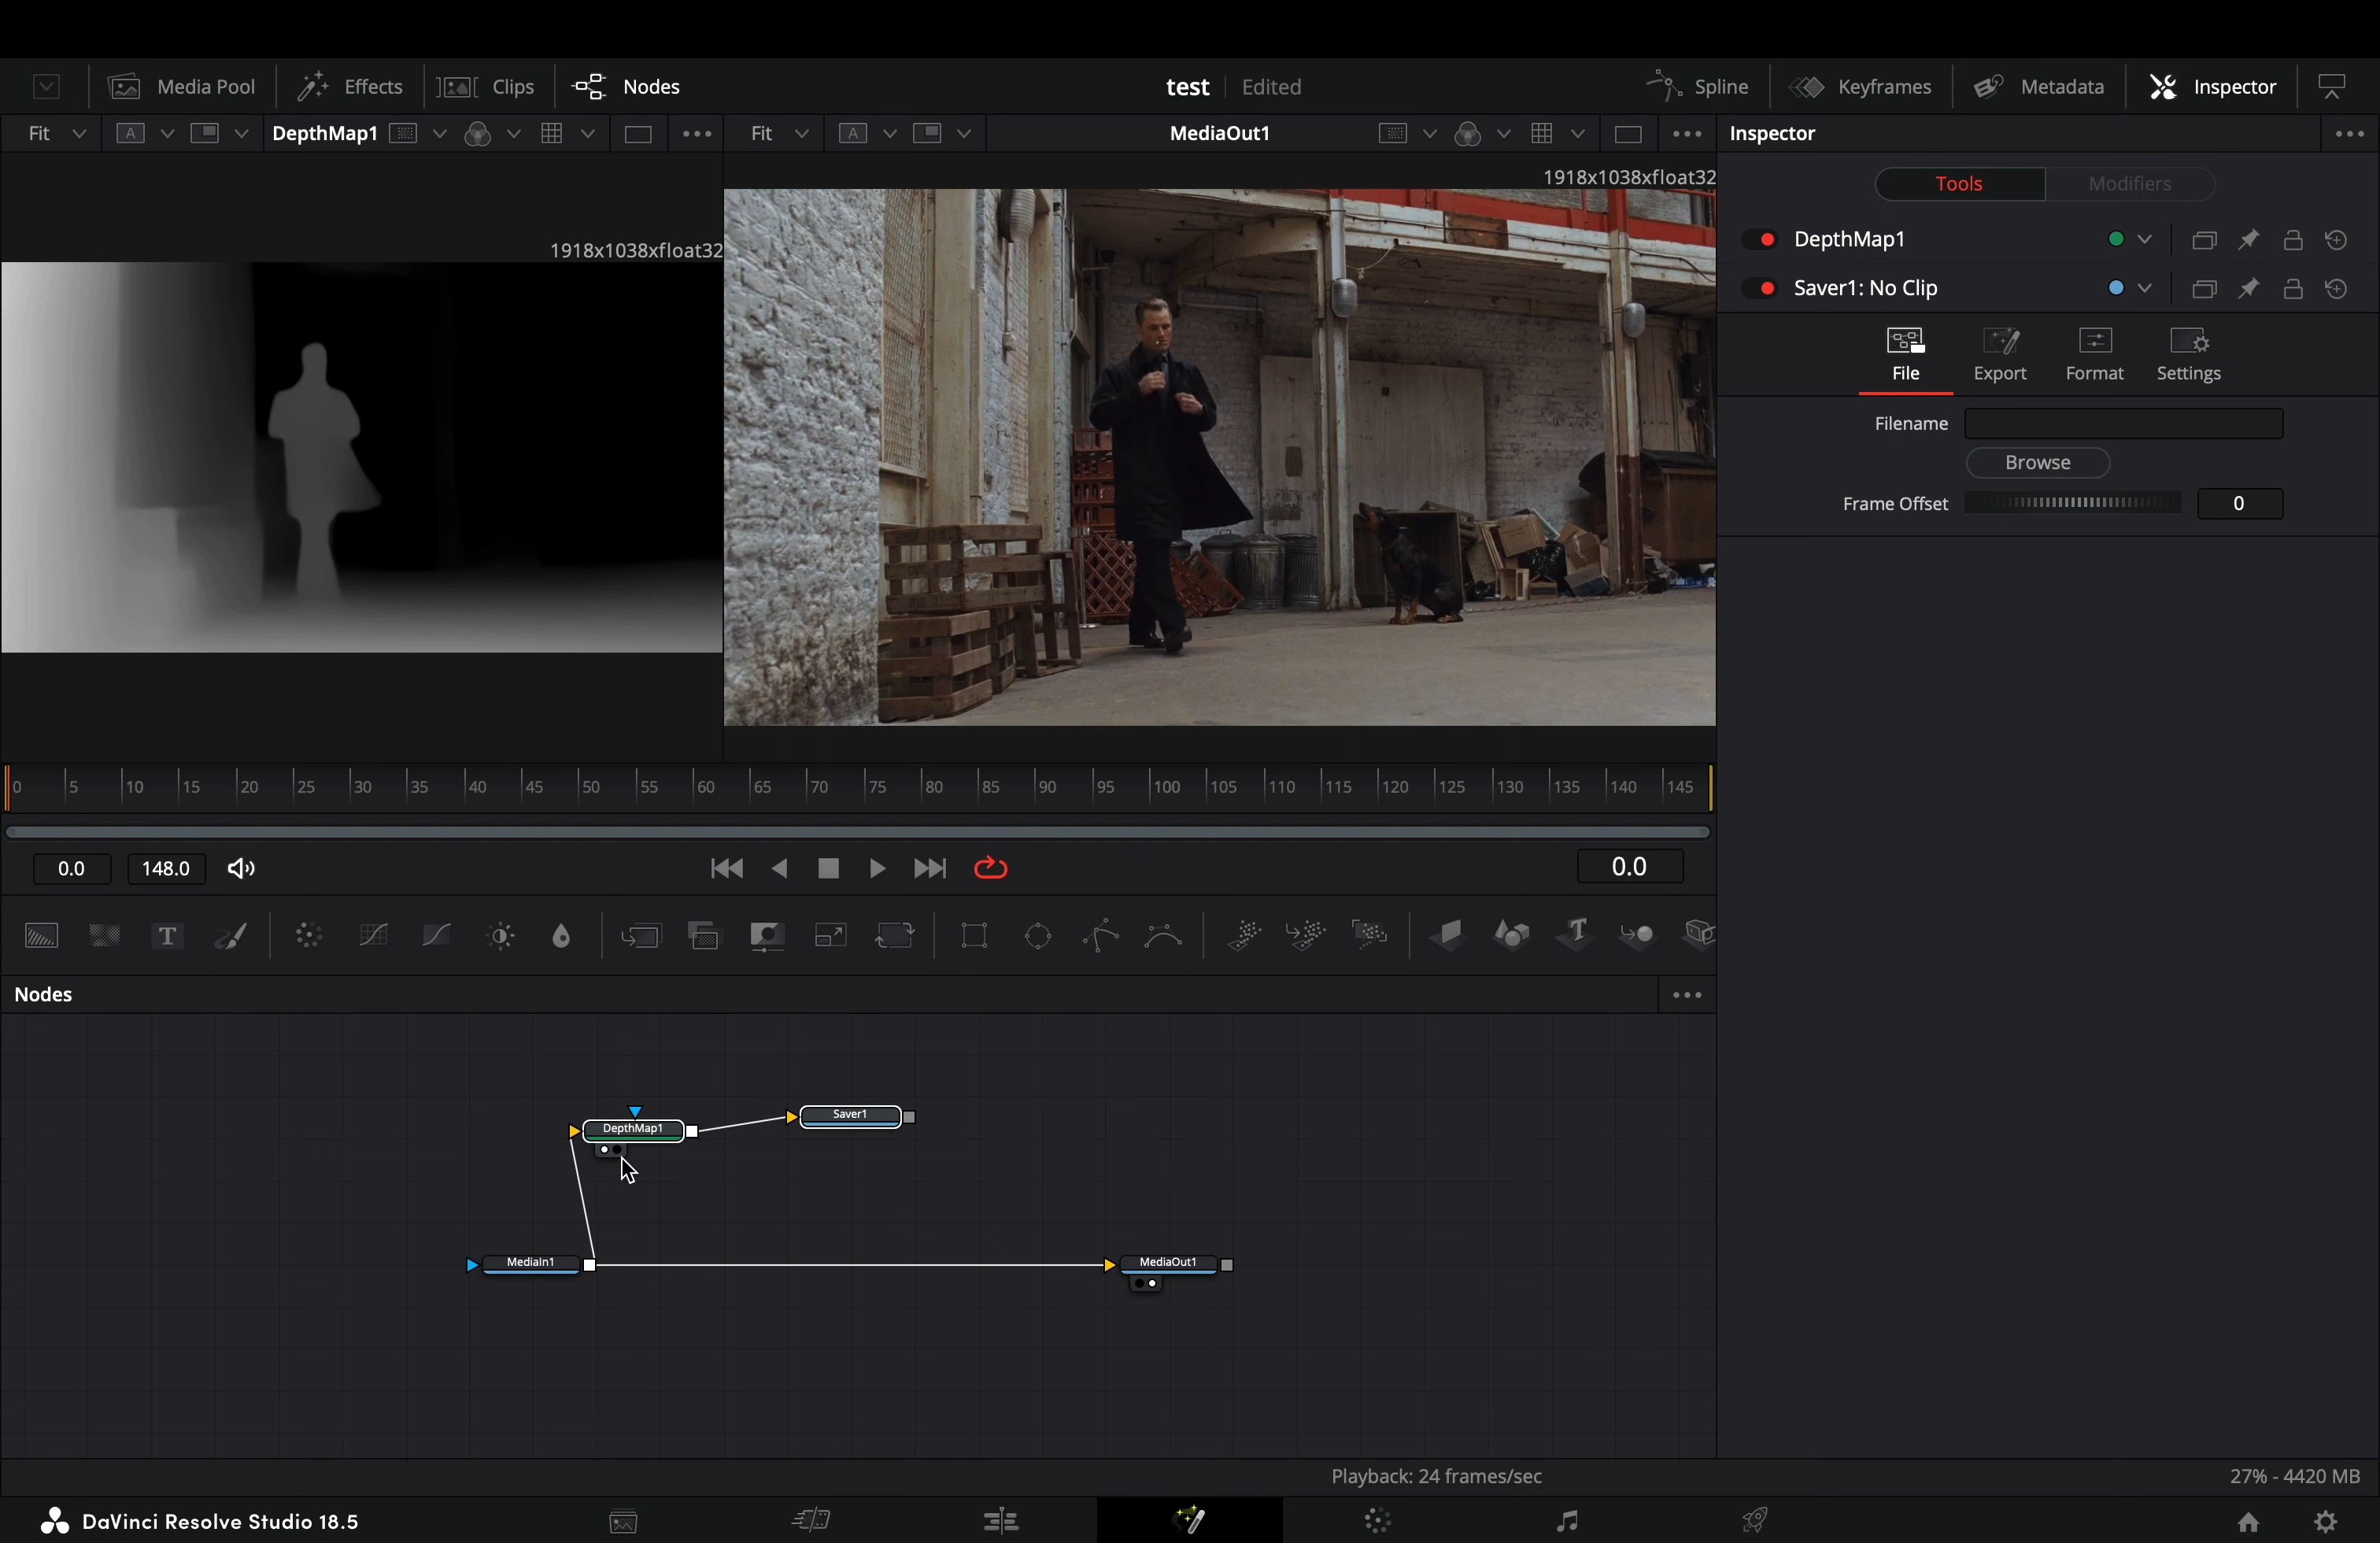 Media Pool Effects Clips Nodes test Edited Spline Keyframes Metadata Inspector
Fit A DepthMap1 Fit A MediaOut1 Inspector
1918x1038xfloat32
1918x1038xfloat32
Tools Modifiers
DepthMap1
Saver1: No Clip
File Export Format Settings
Filename
Browse
Frame Offset 0
0 5 10 15 20 25 30 35 40 45 50 55 60 65 70 75 80 85 90 95 100 105 110 115 120 125 130 135 140 145
0.0 148.0 0.0
T
Nodes
DepthMap1 Saver1
MediaIn1 MediaOut1
Playback: 24 frames/sec 27% - 4420 MB
DaVinci Resolve Studio 18.5